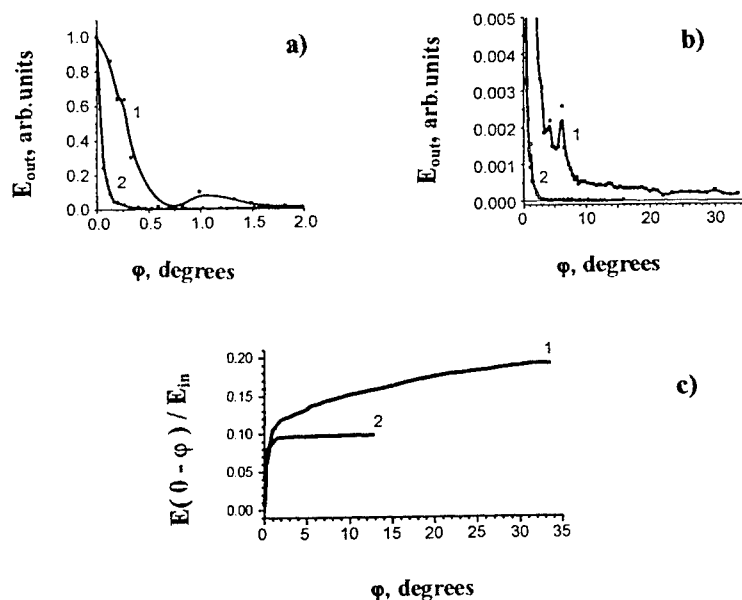 a)
E_out, arb.units
1.0
0.8
0.6
0.4
0.2
0.0
1
2
0.0 0.5 1.0 1.5 2.0
φ, degrees
b)
E_out, arb.units
0.005
0.004
0.003
0.002
0.001
0.000
1
2
0 10 20 30
φ, degrees
c)
E( 0 - φ ) / E_in
0.20
0.15
0.10
0.05
0.00
1
2
0 5 10 15 20 25 30 35
φ, degrees